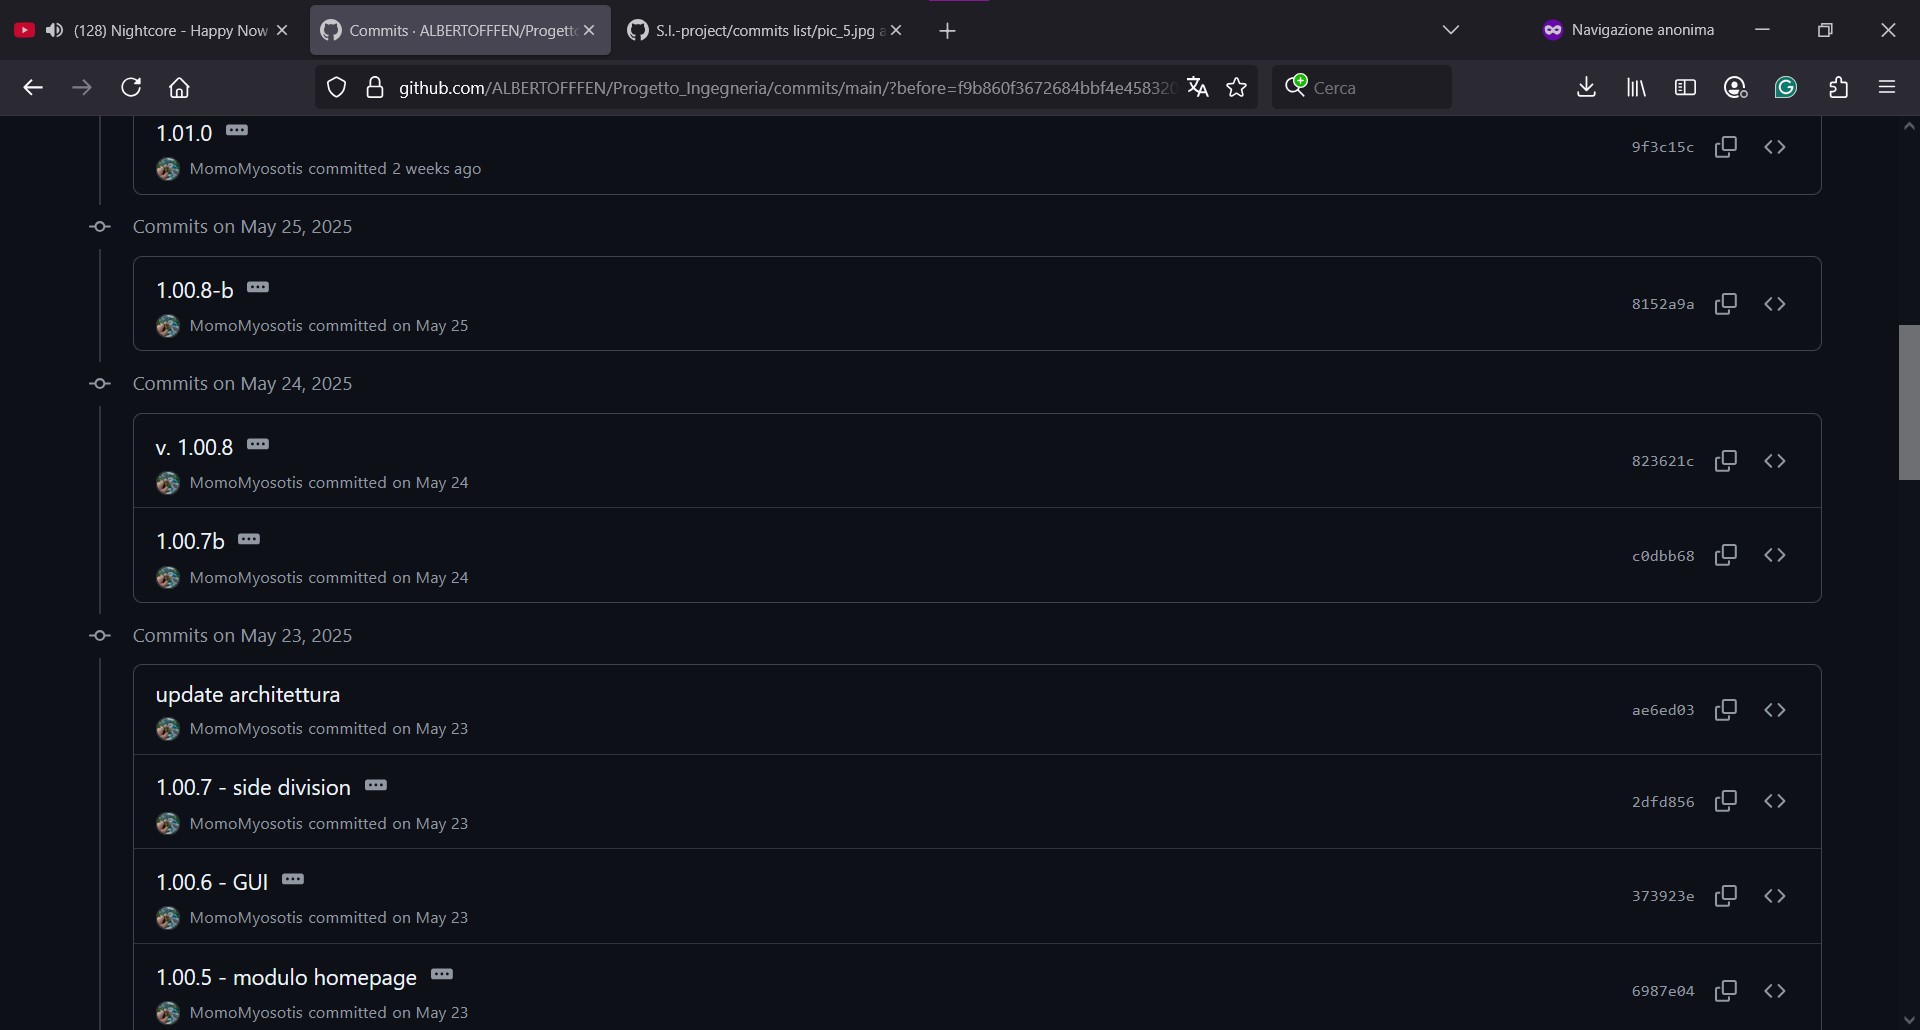 (128) Nightcore - Happy Now
Commits · ALBERTOFFFEN/Progett
S.I.-project/commits list/pic_5.jpg
Navigazione anonima
github.com/ALBERTOFFFEN/Progetto_Ingegneria/commits/main/?before=f9b860f3672684bbf4e458320
Cerca
1.01.0
9f3c15c
MomoMyosotis committed 2 weeks ago
Commits on May 25, 2025
1.00.8-b
8152a9a
MomoMyosotis committed on May 25
Commits on May 24, 2025
v. 1.00.8
823621c
MomoMyosotis committed on May 24
1.00.7b
c0dbb68
MomoMyosotis committed on May 24
Commits on May 23, 2025
update architettura
ae6ed03
MomoMyosotis committed on May 23
1.00.7 - side division
2dfd856
MomoMyosotis committed on May 23
1.00.6 - GUI
373923e
MomoMyosotis committed on May 23
1.00.5 - modulo homepage
6987e04
MomoMyosotis committed on May 23